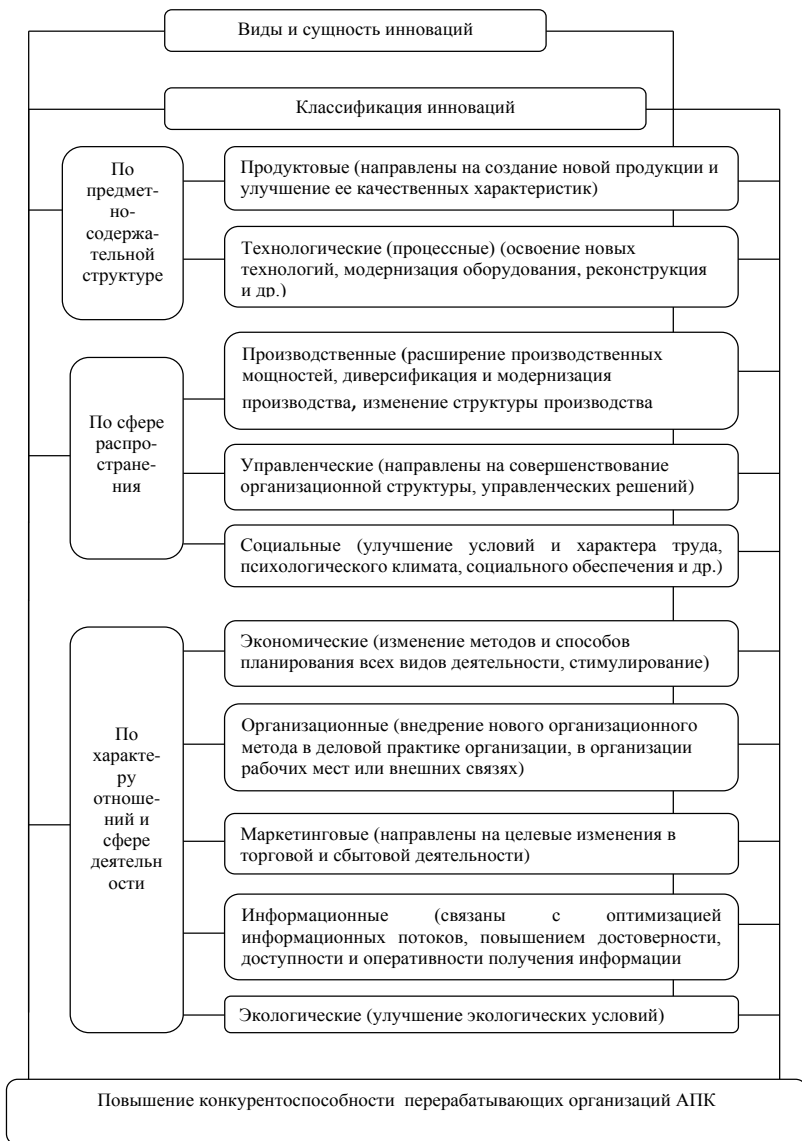 Виды и сущность инноваций
Классификация инноваций
По
предмет-
но-
содержа-
тельной
структуре
Продуктовые (направлены на создание новой продукции и
улучшение ее качественных характеристик)
Технологические (процессные) (освоение новых
технологий, модернизация оборудования, реконструкция
и др.)
По сфере
распро-
стране-
ния
Производственные (расширение производственных
мощностей, диверсификация и модернизация
производства, изменение структуры производства
Управленческие (направлены на совершенствование
организационной структуры, управленческих решений)
Социальные (улучшение условий и характера труда,
психологического климата, социального обеспечения и др.)
По
характе-
ру
отноше-
ний и
сфере
деятельн
ости
Экономические (изменение методов и способов
планирования всех видов деятельности, стимулирование)
Организационные (внедрение нового организационного
метода в деловой практике организации, в организации
рабочих мест или внешних связях)
Маркетинговые (направлены на целевые изменения в
торговой и сбытовой деятельности)
Информационные (связаны с оптимизацией
информационных потоков, повышением достоверности,
доступности и оперативности получения информации
Экологические (улучшение экологических условий)
Повышение конкурентоспособности перерабатывающих организаций АПК